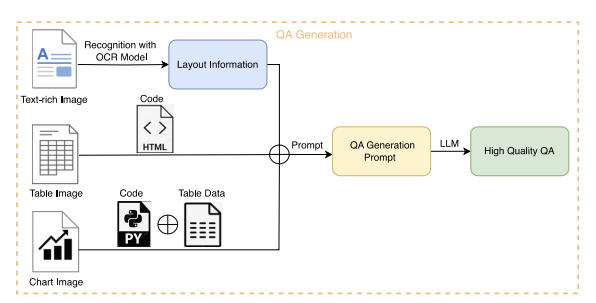 QA Generation
Recognition with
OCR Model
A
Layout Information
Text-rich Image
Code
HTML
Table Image
Prompt
QA Generation
Prompt
LLM
High Quality QA
Code
Table Data
PY
Chart Image